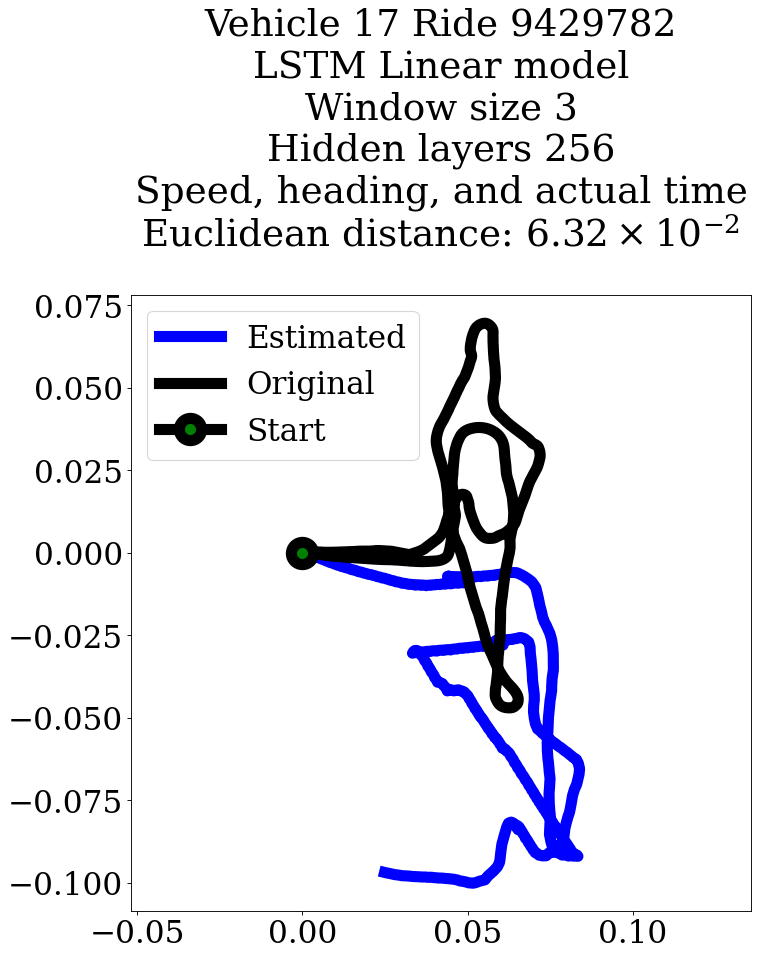 Vehicle 17 Ride 9429782
LSTM Linear model
Window size 3
Hidden layers 256
Speed, heading, and actual time
Euclidean distance: 6.32 × 10⁻²
Estimated
Original
Start
0.075
0.050
0.025
0.000
−0.025
−0.050
−0.075
−0.100
−0.05 0.00 0.05 0.10